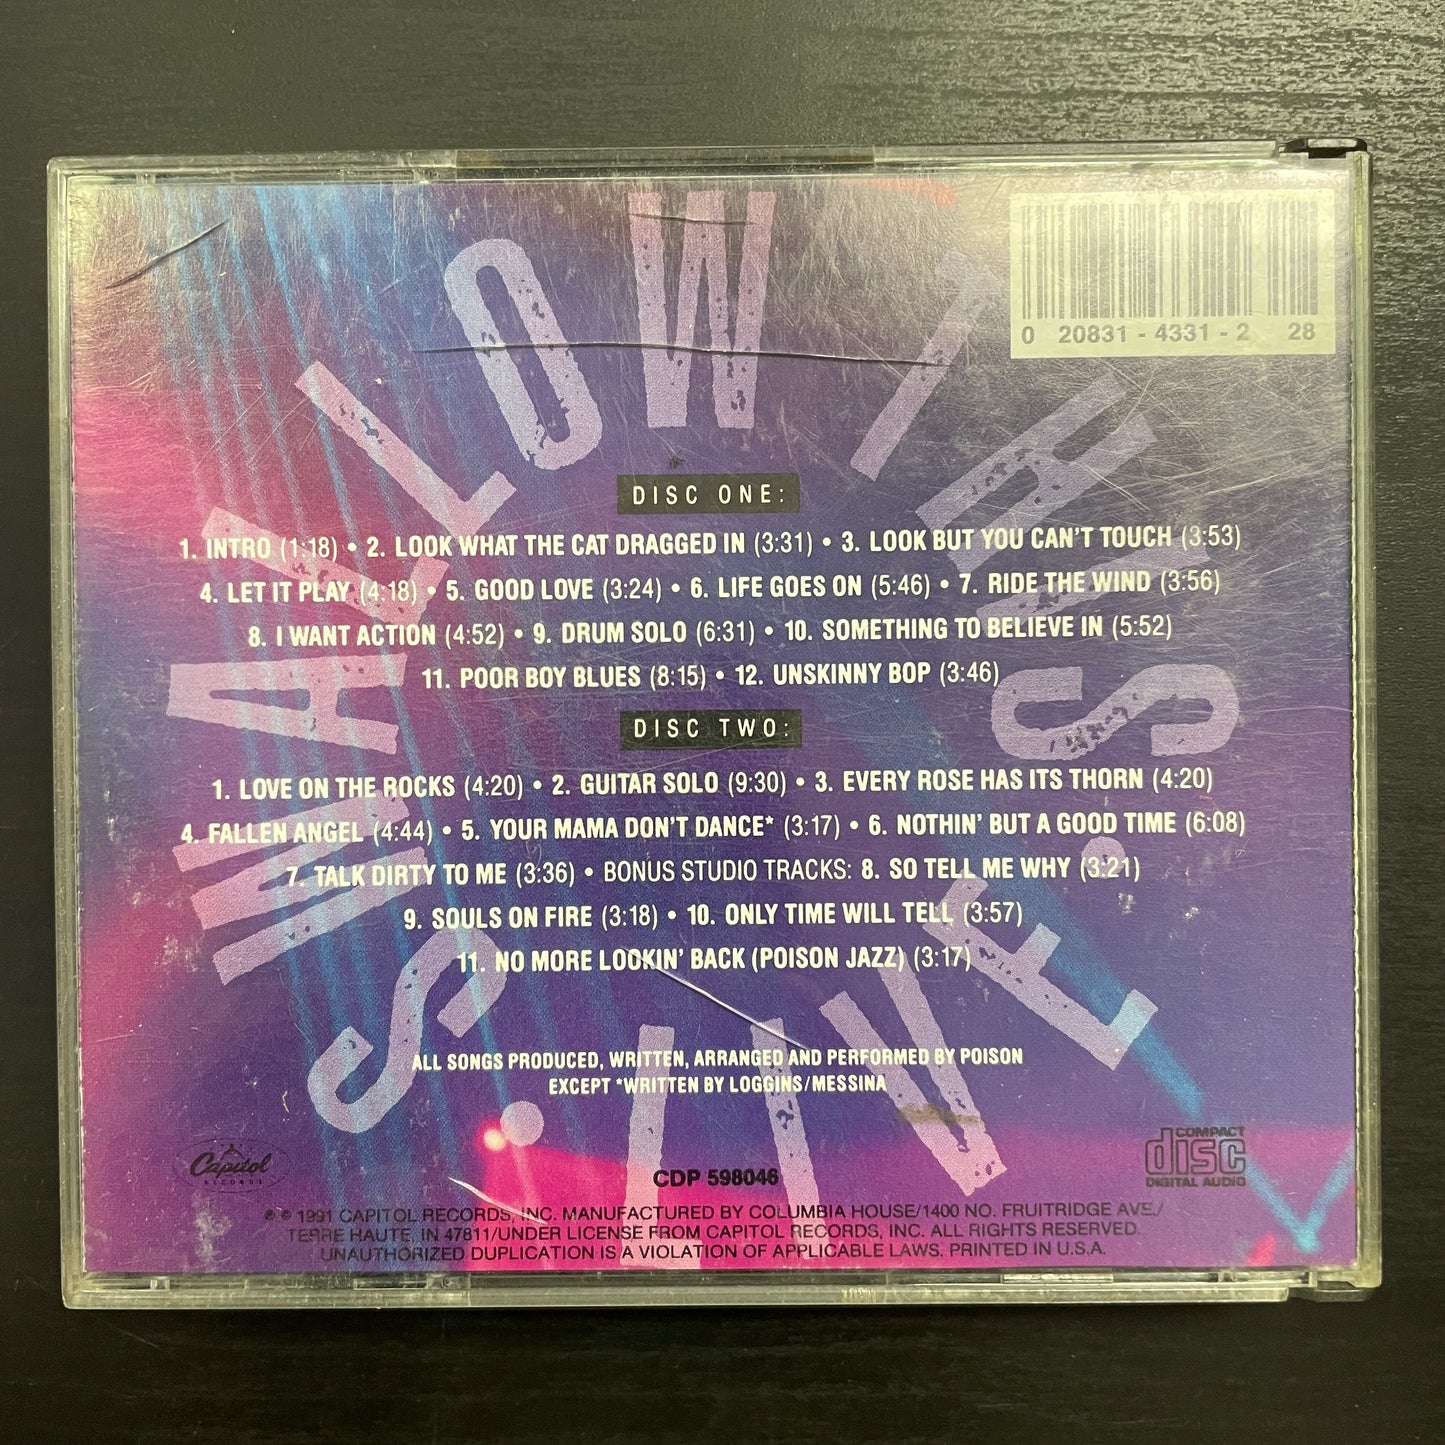 SWALLOW THIS LIVE
0 20831 - 4331 - 2 28
DISC ONE:
1. INTRO (1:18) • 2. LOOK WHAT THE CAT DRAGGED IN (3:31) • 3. LOOK BUT YOU CAN'T TOUCH (3:53)
4. LET IT PLAY (4:18) • 5. GOOD LOVE (3:24) • 6. LIFE GOES ON (5:46) • 7. RIDE THE WIND (3:56)
8. I WANT ACTION (4:52) • 9. DRUM SOLO (6:31) • 10. SOMETHING TO BELIEVE IN (5:52)
11. POOR BOY BLUES (8:15) • 12. UNSKINNY BOP (3:46)
DISC TWO:
1. LOVE ON THE ROCKS (4:20) • 2. GUITAR SOLO (9:30) • 3. EVERY ROSE HAS ITS THORN (4:20)
4. FALLEN ANGEL (4:44) • 5. YOUR MAMA DON'T DANCE* (3:17) • 6. NOTHIN' BUT A GOOD TIME (6:08)
7. TALK DIRTY TO ME (3:36) • BONUS STUDIO TRACKS: 8. SO TELL ME WHY (3:21)
9. SOULS ON FIRE (3:18) • 10. ONLY TIME WILL TELL (3:57)
11. NO MORE LOOKIN' BACK (POISON JAZZ) (3:17)
ALL SONGS PRODUCED, WRITTEN, ARRANGED AND PERFORMED BY POISON
EXCEPT *WRITTEN BY LOGGINS/MESSINA
Capitol
RECORDS
CDP 598046
COMPACT
disc
DIGITAL AUDIO
℗ © 1991 CAPITOL RECORDS, INC. MANUFACTURED BY COLUMBIA HOUSE/1400 NO. FRUITRIDGE AVE./
TERRE HAUTE, IN 47811/UNDER LICENSE FROM CAPITOL RECORDS, INC. ALL RIGHTS RESERVED.
UNAUTHORIZED DUPLICATION IS A VIOLATION OF APPLICABLE LAWS. PRINTED IN U.S.A.